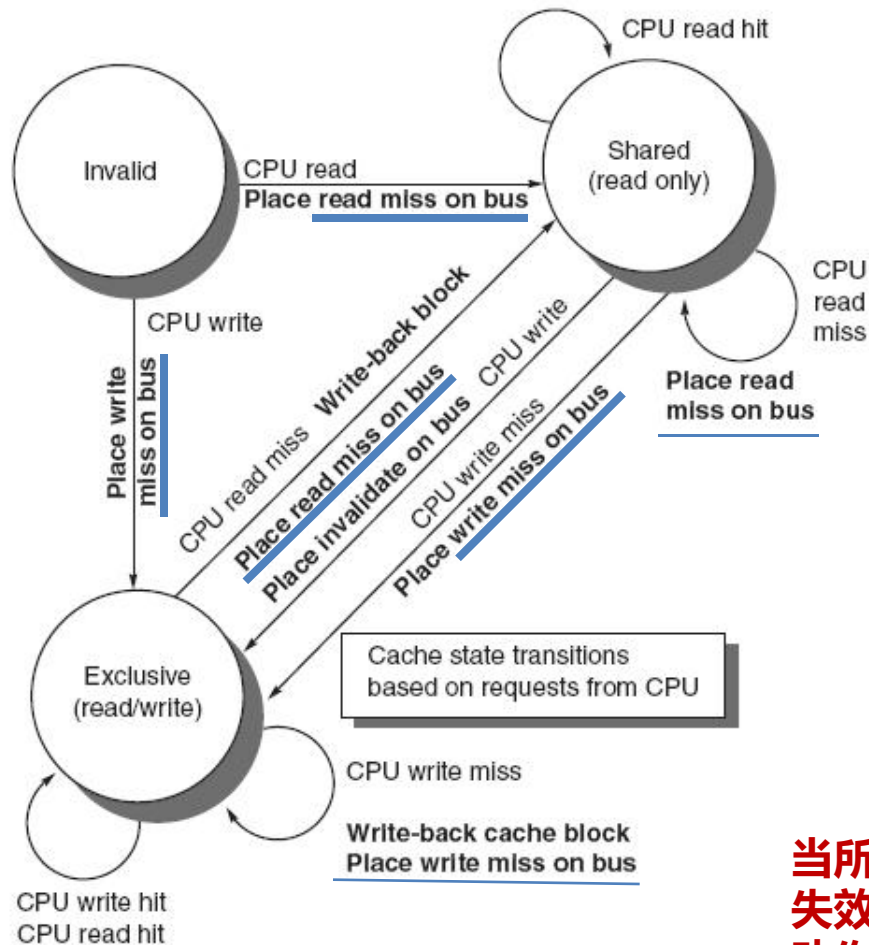 CPU read hit
Invalid
CPU read
Place read miss on bus
Shared
(read only)
CPU
read
miss
Place read
miss on bus
CPU write
Place write
miss on bus
CPU read miss Write-back block
Place read miss on bus
Place invalidate on bus CPU write
CPU write miss
Place write miss on bus
Exclusive
(read/write)
Cache state transitions
based on requests from CPU
CPU write miss
Write-back cache block
Place write miss on bus
CPU write hit
CPU read hit
当所
失效